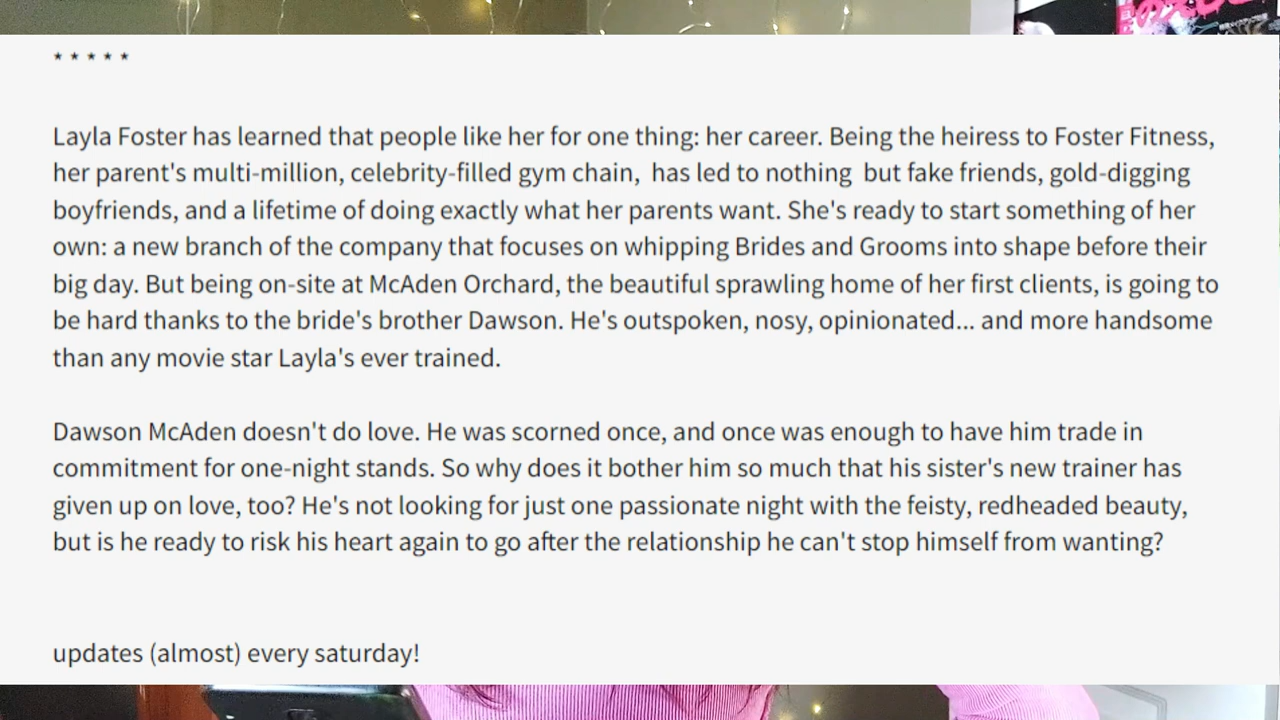 * * * * *
Layla Foster has learned that people like her for one thing: her career. Being the heiress to Foster Fitness,
her parent's multi-million, celebrity-filled gym chain,  has led to nothing  but fake friends, gold-digging
boyfriends, and a lifetime of doing exactly what her parents want. She's ready to start something of her
own: a new branch of the company that focuses on whipping Brides and Grooms into shape before their
big day. But being on-site at McAden Orchard, the beautiful sprawling home of her first clients, is going to
be hard thanks to the bride's brother Dawson. He's outspoken, nosy, opinionated... and more handsome
than any movie star Layla's ever trained.
Dawson McAden doesn't do love. He was scorned once, and once was enough to have him trade in
commitment for one-night stands. So why does it bother him so much that his sister's new trainer has
given up on love, too? He's not looking for just one passionate night with the feisty, redheaded beauty,
but is he ready to risk his heart again to go after the relationship he can't stop himself from wanting?
updates (almost) every saturday!